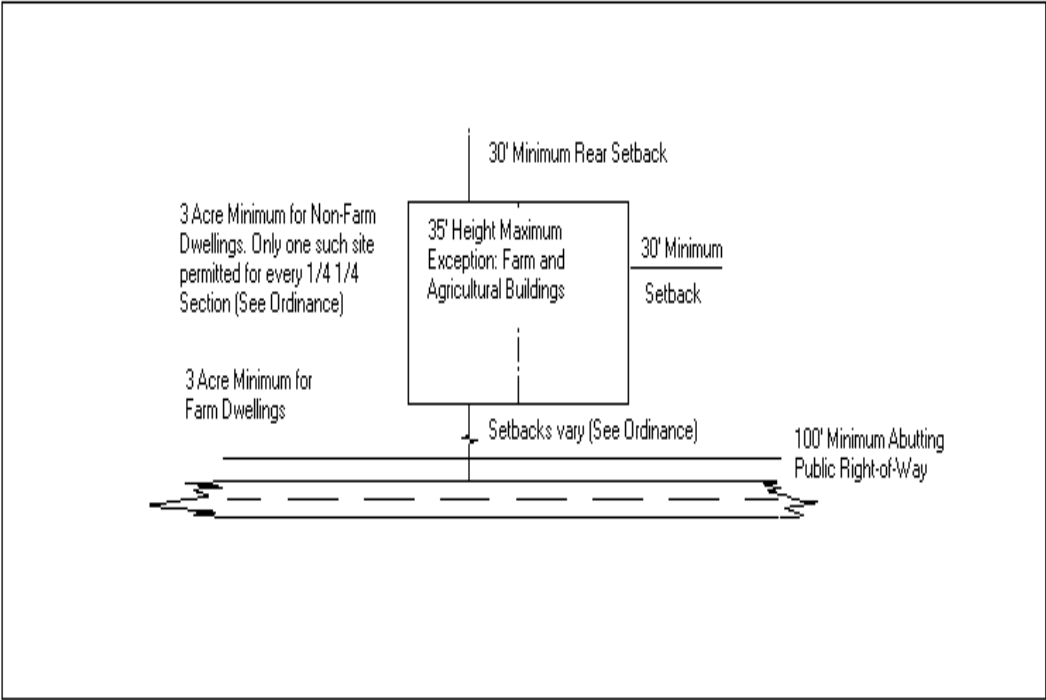 30' Minimum Rear Setback
3 Acre Minimum for Non-Farm
Dwellings. Only one such site
permitted for every 1/4 1/4
Section (See Ordinance)
35' Height Maximum
Exception: Farm and
Agricultural Buildings
30' Minimum
Setback
3 Acre Minimum for
Farm Dwellings
Setbacks vary (See Ordinance)
100' Minimum Abutting
Public Right-of-Way